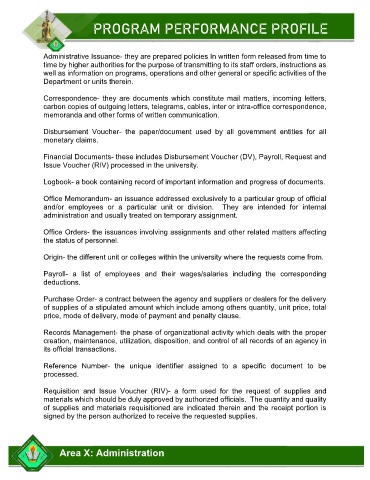 PROGRAM PERFORMANCE PROFILE
Administrative Issuance- they are prepared policies In written form released from time to
time by higher authorities for the purpose of transmitting to its staff orders, instructions as
well as information on programs, operations and other general or specific activities of the
Department or units therein.
Correspondence- they are documents which constitute mail matters, incoming letters,
carbon copies of outgoing letters, telegrams, cables, inter or intra-office correspondence,
memoranda and other forms of written communication.
Disbursement Voucher- the paper/document used by all government entities for all
monetary claims.
Financial Documents- these includes Disbursement Voucher (DV), Payroll, Request and
Issue Voucher (RIV) processed in the university.
Logbook- a book containing record of important information and progress of documents.
Office Memorandum- an issuance addressed exclusively to a particular group of official
and/or employees or a particular unit or division. They are intended for internal
administration and usually treated on temporary assignment.
Office Orders- the issuances involving assignments and other related matters affecting
the status of personnel.
Origin- the different unit or colleges within the university where the requests come from.
Payroll- a list of employees and their wages/salaries including the corresponding
deductions.
Purchase Order- a contract between the agency and suppliers or dealers for the delivery
of supplies of a stipulated amount which include among others quantity, unit price, total
price, mode of delivery, mode of payment and penalty clause.
Records Management- the phase of organizational activity which deals with the proper
creation, maintenance, utilization, disposition, and control of all records of an agency in
its official transactions.
Reference Number- the unique identifier assigned to a specific document to be
processed.
Requisition and Issue Voucher (RIV)- a form used for the request of supplies and
materials which should be duly approved by authorized officials. The quantity and quality
of supplies and materials requisitioned are indicated therein and the receipt portion is
signed by the person authorized to receive the requested supplies.
Area X: Administration